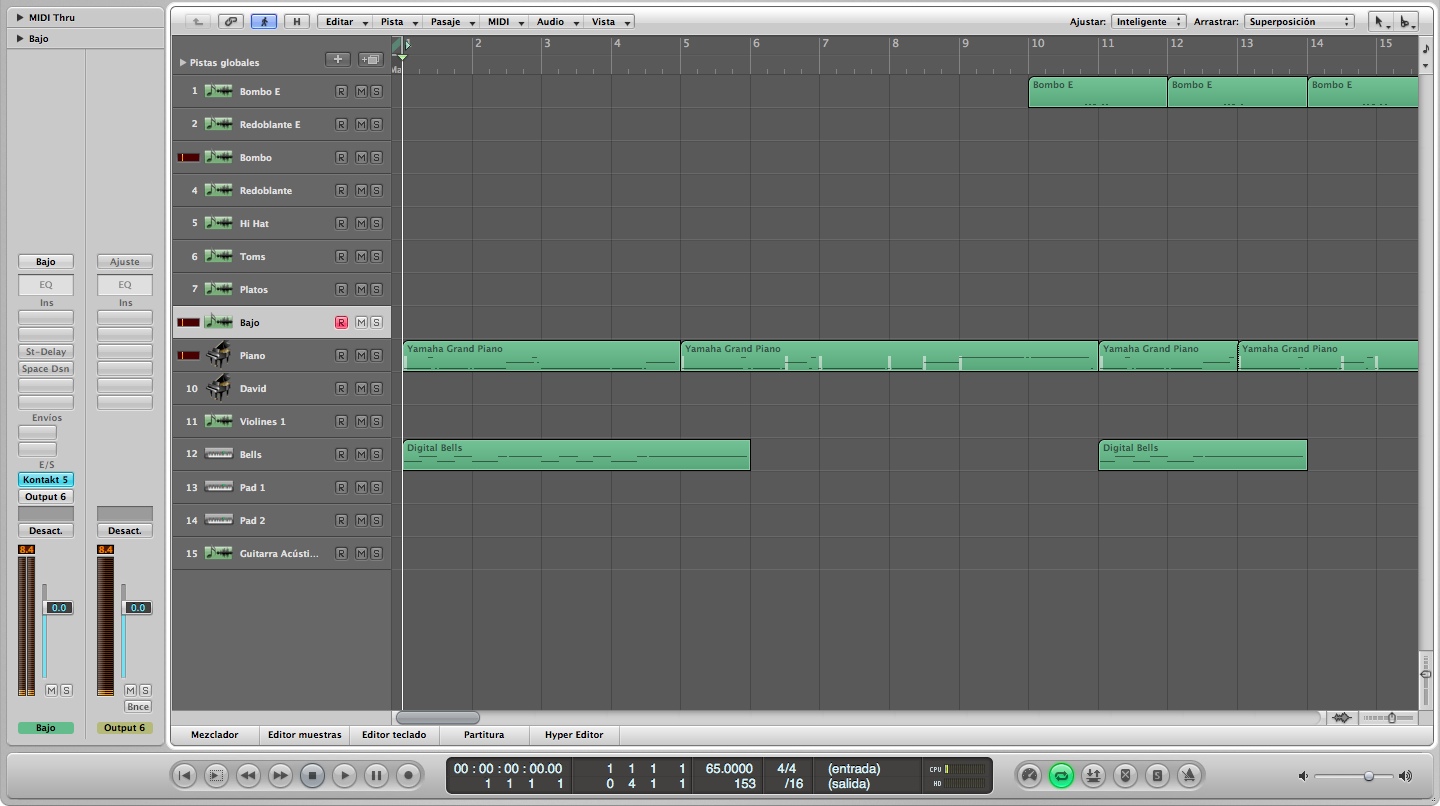 MIDI Thru
Bajo
Editar Pista Pasaje MIDI Audio Vista
Ajustar: Inteligente Arrastrar: Superposición
H
Pistas globales
1 2 3 4 5 6 7 8 9 10 11 12 13 14 15
Ma
1 Bombo E R M S
Bombo E Bombo E Bombo E
2 Redoblante E R M S
Bombo R M S
4 Redoblante R M S
5 Hi Hat R M S
6 Toms R M S
7 Platos R M S
Bajo R M S
Piano R M S
Yamaha Grand Piano Yamaha Grand Piano Yamaha Grand Piano Yamaha Grand Piano
10 David R M S
11 Violines 1 R M S
12 Bells R M S
Digital Bells Digital Bells
13 Pad 1 R M S
14 Pad 2 R M S
15 Guitarra Acústi... R M S
Bajo Ajuste
EQ EQ
Ins Ins
St-Delay
Space Dsn
Envíos
E/S
Kontakt 5
Output 6
Desact. Desact.
8.4 8.4
0.0 0.0
M S M S
Bnce
Bajo Output 6
Mezclador Editor muestras Editor teclado Partitura Hyper Editor
00 : 00 : 00 : 00.00 1 1 1 1 65.0000 4/4 (entrada) CPU
1 1 1 1 0 4 1 1 153 /16 (salida) HD
S